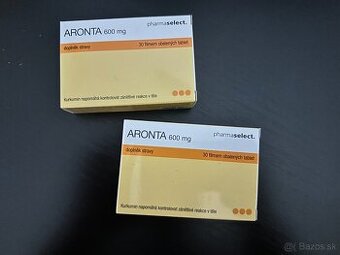 ARONTA 600 mg
pharmaselect.
doplněk stravy
30 filmem obalených tablet
Kurkumin napomáhá kontrolovat zánětlivé reakce v těle
ARONTA 600 mg
pharmaselect.
doplněk stravy
30 filmem obalených tablet
Kurkumin napomáhá kontrolovat zánětlivé reakce v těle
Bazos.sk